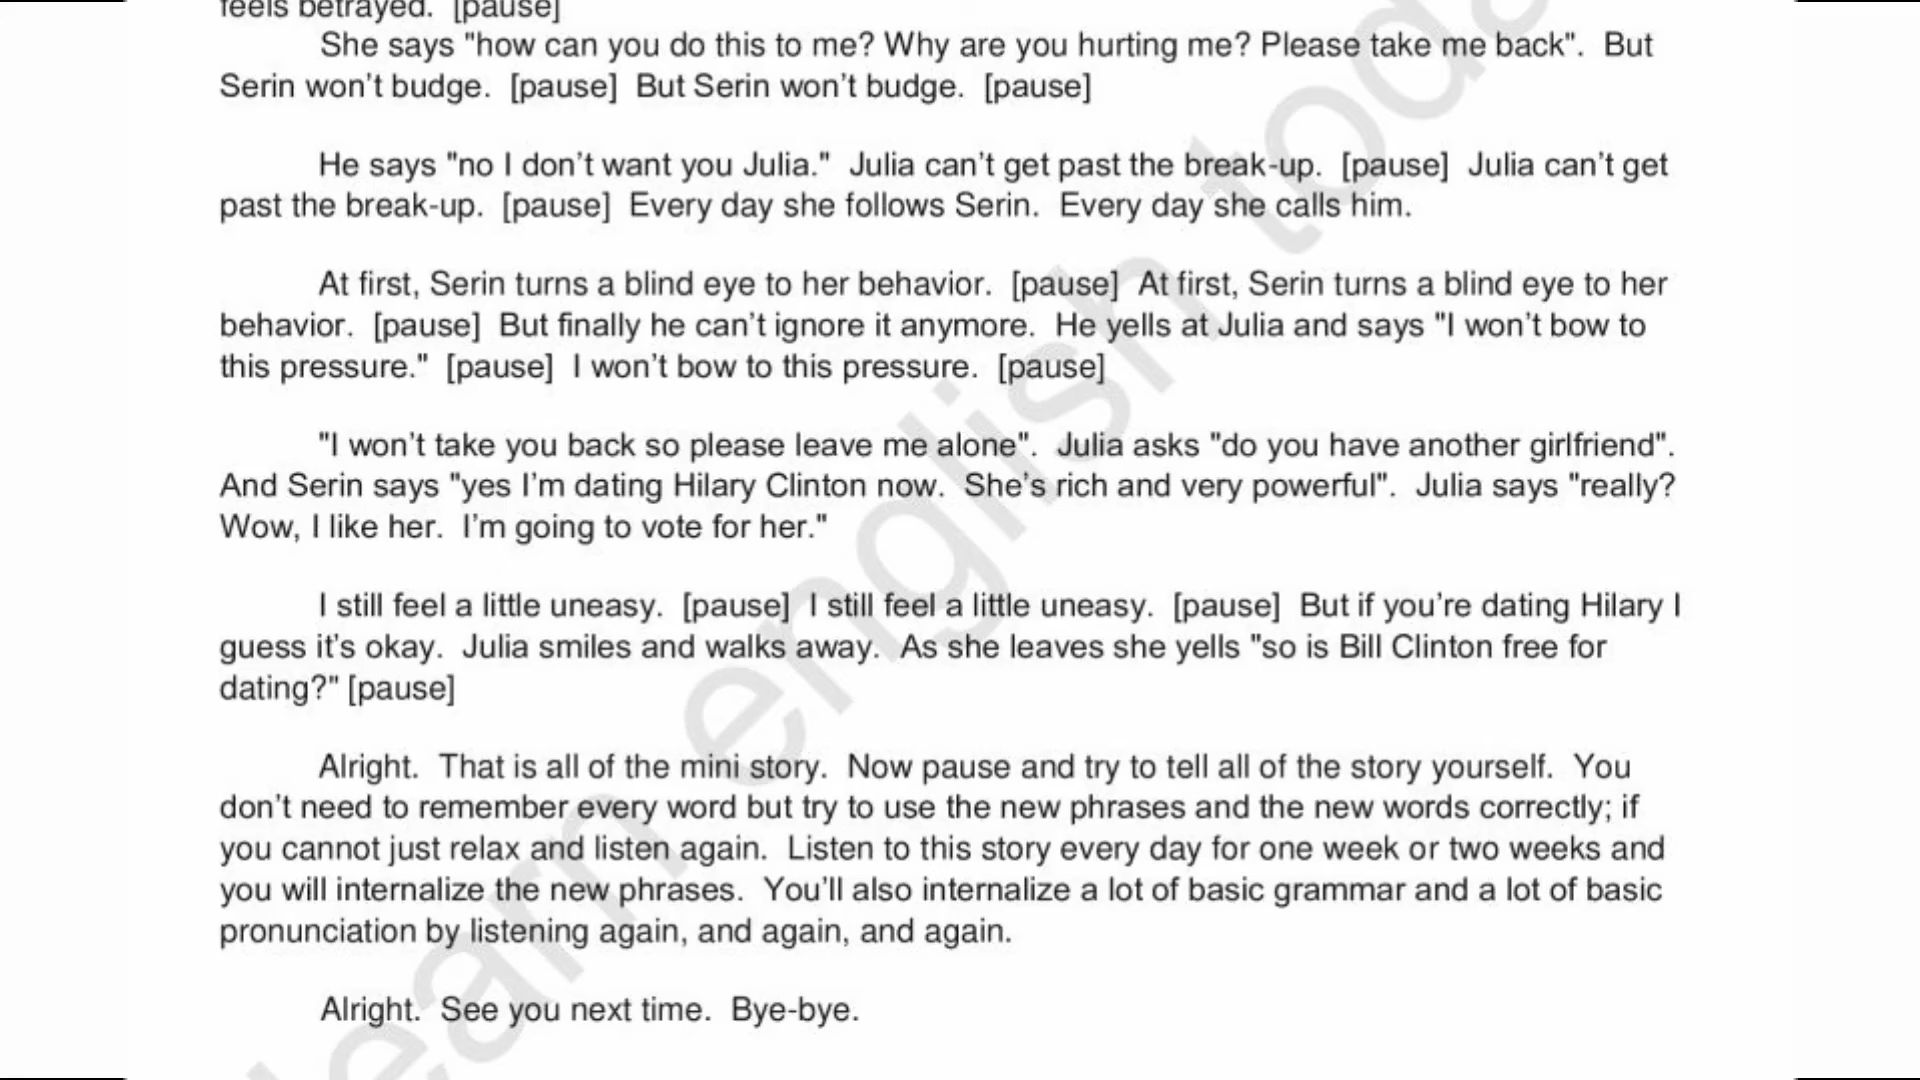 feels betrayed.  [pause]
She says "how can you do this to me? Why are you hurting me? Please take me back".  But
Serin won't budge.  [pause]  But Serin won't budge.  [pause]
He says "no I don't want you Julia."  Julia can't get past the break-up.  [pause]  Julia can't get
past the break-up.  [pause]  Every day she follows Serin.  Every day she calls him.
At first, Serin turns a blind eye to her behavior.  [pause]  At first, Serin turns a blind eye to her
behavior.  [pause]  But finally he can't ignore it anymore.  He yells at Julia and says "I won't bow to
this pressure."  [pause]  I won't bow to this pressure.  [pause]
"I won't take you back so please leave me alone".  Julia asks "do you have another girlfriend".
And Serin says "yes I'm dating Hilary Clinton now.  She's rich and very powerful".  Julia says "really?
Wow, I like her.  I'm going to vote for her."
I still feel a little uneasy.  [pause]  I still feel a little uneasy.  [pause]  But if you're dating Hilary I
guess it's okay.  Julia smiles and walks away.  As she leaves she yells "so is Bill Clinton free for
dating?" [pause]
Alright.  That is all of the mini story.  Now pause and try to tell all of the story yourself.  You
don't need to remember every word but try to use the new phrases and the new words correctly; if
you cannot just relax and listen again.  Listen to this story every day for one week or two weeks and
you will internalize the new phrases.  You'll also internalize a lot of basic grammar and a lot of basic
pronunciation by listening again, and again, and again.
Alright.  See you next time.  Bye-bye.
learn english today